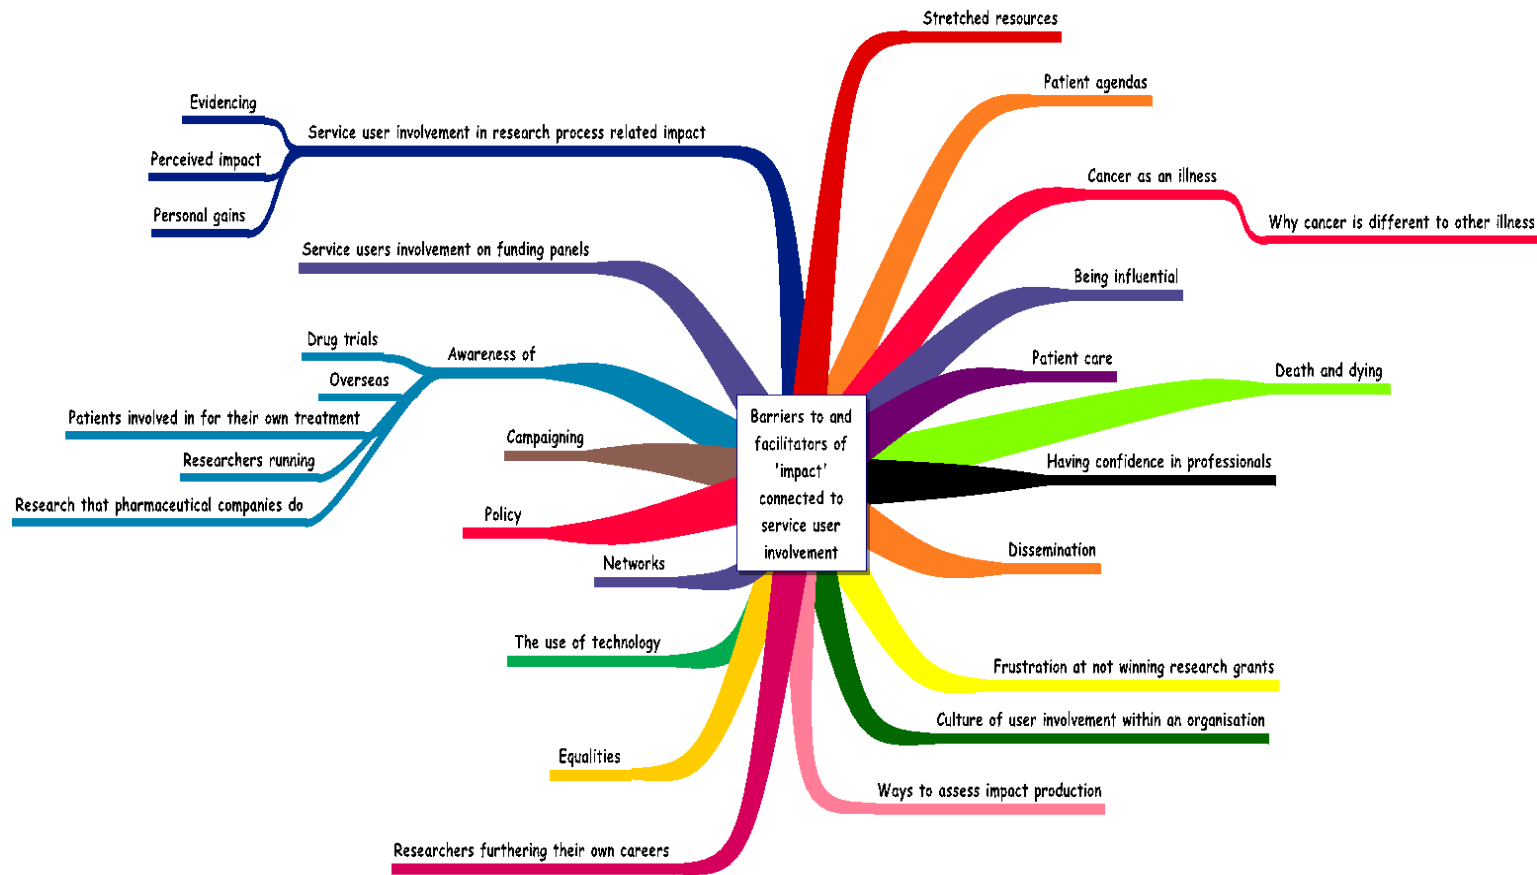 Stretched resources
Patient agendas
Cancer as an illness
Why cancer is different to other illness
Being influential
Patient care
Death and dying
Having confidence in professionals
Dissemination
Frustration at not winning research grants
Culture of user involvement within an organisation
Ways to assess impact production
Barriers to and
facilitators of
'impact'
connected to
service user
involvement
Service user involvement in research process related impact
Evidencing
Perceived impact
Personal gains
Service users involvement on funding panels
Awareness of
Drug trials
Overseas
Patients involved in for their own treatment
Researchers running
Research that pharmaceutical companies do
Campaigning
Policy
Networks
The use of technology
Equalities
Researchers furthering their own careers